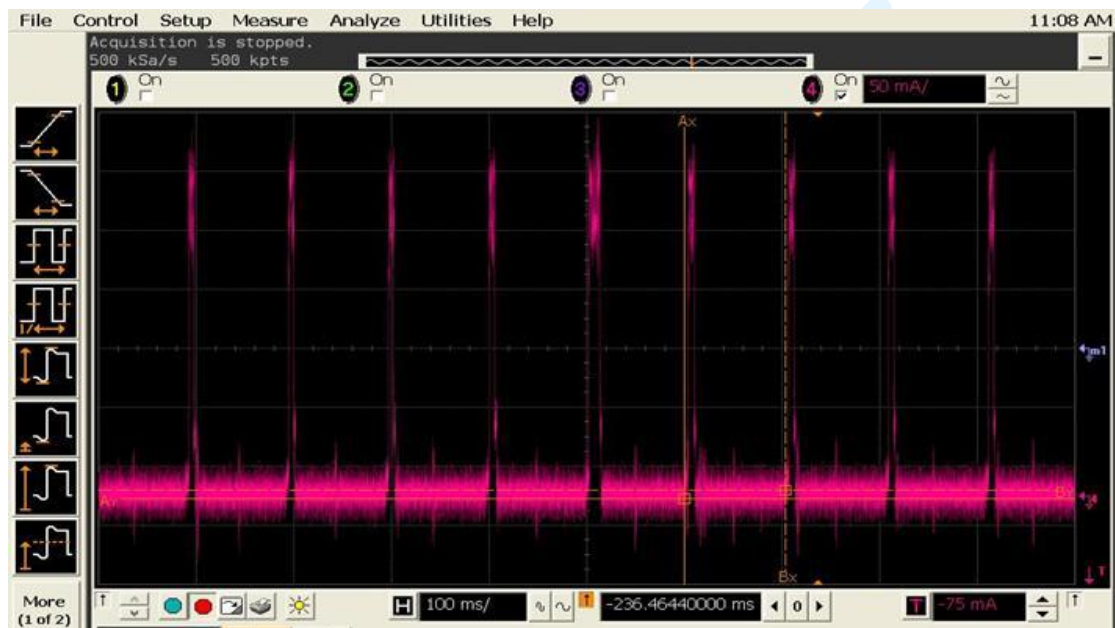 File Control Setup Measure Analyze Utilities Help 11:08 AM
Acquisition is stopped.
500 kSa/s 500 kpts
1 On 2 On 3 On 4 On 50 mA/
Ax
m1
Ay By 4
Bx
T
1/
More
(1 of 2)
H 100 ms/ -236.46440000 ms 0 T -75 mA